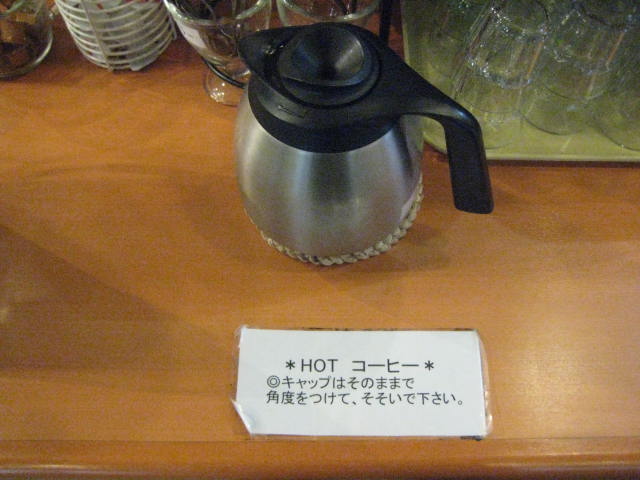 ＊HOT コーヒー＊
◎キャップはそのままで
角度をつけて、そそいで下さい。